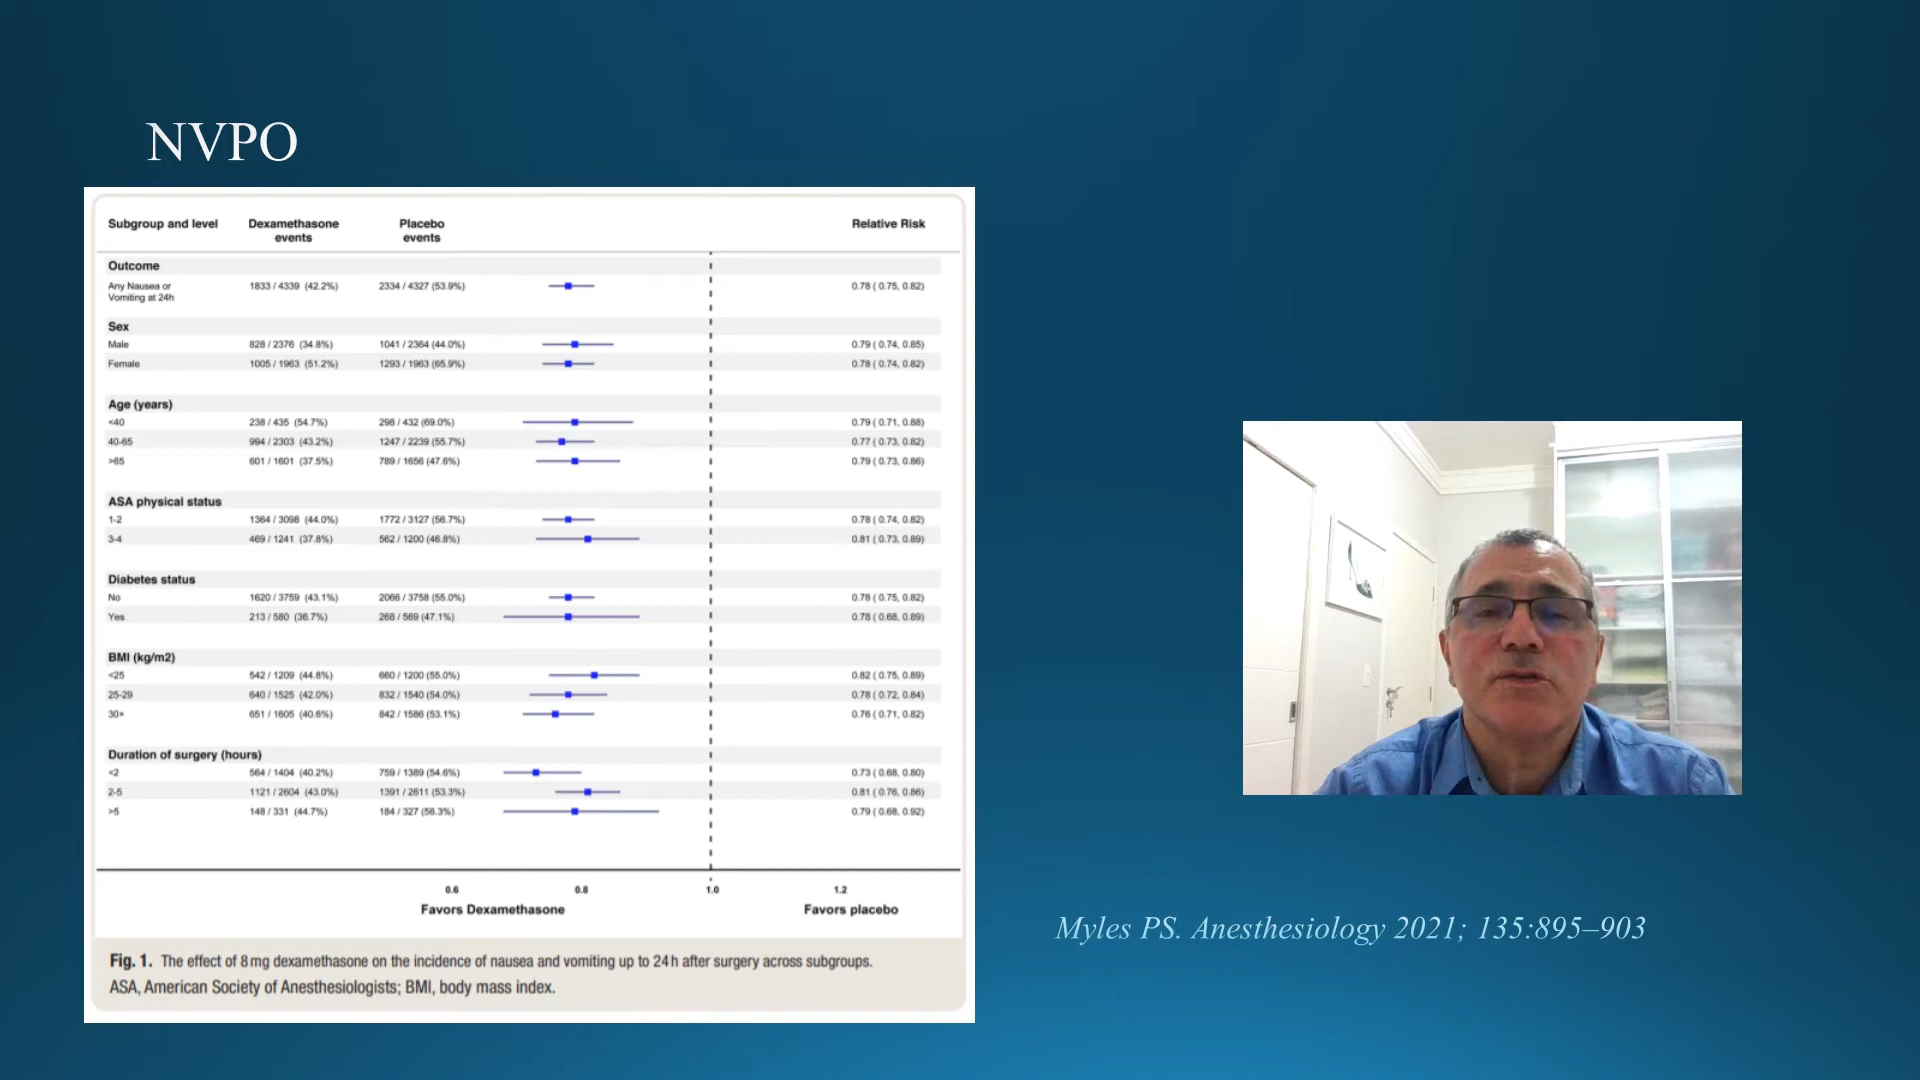 NVPO
Subgroup and level Dexamethasone events Placebo events Relative Risk
Outcome
Any Nausea or Vomiting at 24h 1833 / 4339 (42.2%) 2334 / 4327 (53.9%) 0.78 ( 0.75, 0.82)
Sex
Male 828 / 2376 (34.8%) 1041 / 2364 (44.0%) 0.79 ( 0.74, 0.85)
Female 1005 / 1963 (51.2%) 1293 / 1963 (65.9%) 0.78 ( 0.74, 0.82)
Age (years)
<40 238 / 435 (54.7%) 298 / 432 (69.0%) 0.79 ( 0.71, 0.88)
40-65 994 / 2303 (43.2%) 1247 / 2239 (55.7%) 0.77 ( 0.73, 0.82)
>65 601 / 1601 (37.5%) 789 / 1656 (47.6%) 0.79 ( 0.73, 0.86)
ASA physical status
1-2 1364 / 3098 (44.0%) 1772 / 3127 (56.7%) 0.78 ( 0.74, 0.82)
3-4 469 / 1241 (37.8%) 562 / 1200 (46.8%) 0.81 ( 0.73, 0.89)
Diabetes status
No 1620 / 3759 (43.1%) 2066 / 3758 (55.0%) 0.78 ( 0.75, 0.82)
Yes 213 / 580 (36.7%) 268 / 569 (47.1%) 0.78 ( 0.68, 0.89)
BMI (kg/m2)
<25 542 / 1209 (44.8%) 660 / 1200 (55.0%) 0.82 ( 0.75, 0.89)
25-29 640 / 1525 (42.0%) 832 / 1540 (54.0%) 0.78 ( 0.72, 0.84)
30+ 651 / 1605 (40.6%) 842 / 1586 (53.1%) 0.76 ( 0.71, 0.82)
Duration of surgery (hours)
<2 564 / 1404 (40.2%) 759 / 1389 (54.6%) 0.73 ( 0.68, 0.80)
2-5 1121 / 2604 (43.0%) 1391 / 2611 (53.3%) 0.81 ( 0.76, 0.86)
>5 148 / 331 (44.7%) 184 / 327 (56.3%) 0.79 ( 0.68, 0.92)
0.6 0.8 1.0 1.2
Favors Dexamethasone Favors placebo
Fig. 1. The effect of 8 mg dexamethasone on the incidence of nausea and vomiting up to 24 h after surgery across subgroups.
ASA, American Society of Anesthesiologists; BMI, body mass index.
Myles PS. Anesthesiology 2021; 135:895–903